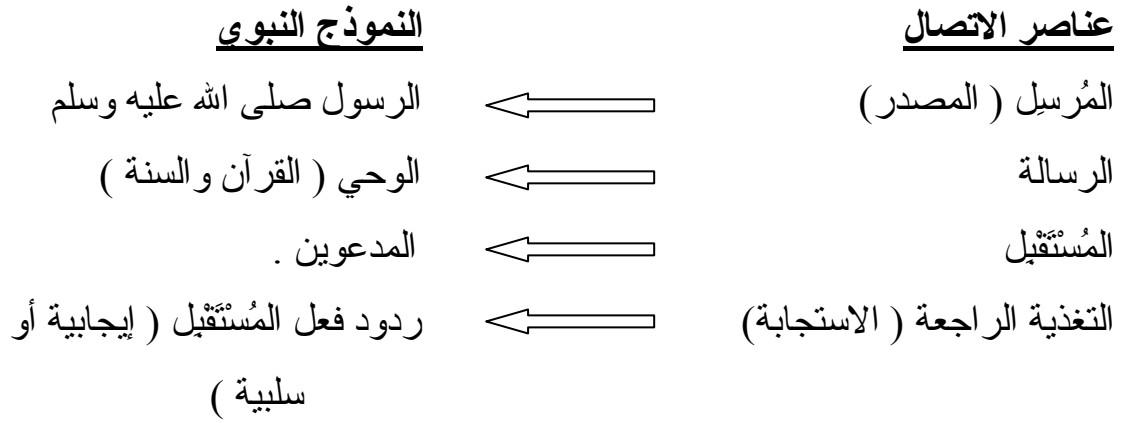 عناصر الاتصال النموذج النبوي
المُرسِل ( المصدر ) الرسول صلى الله عليه وسلم
الرسالة الوحي ( القرآن والسنة )
المُسْتَقْبِل المدعوين .
التغذية الراجعة ( الاستجابة) ردود فعل المُسْتَقْبِل ( إيجابية أو
سلبية )